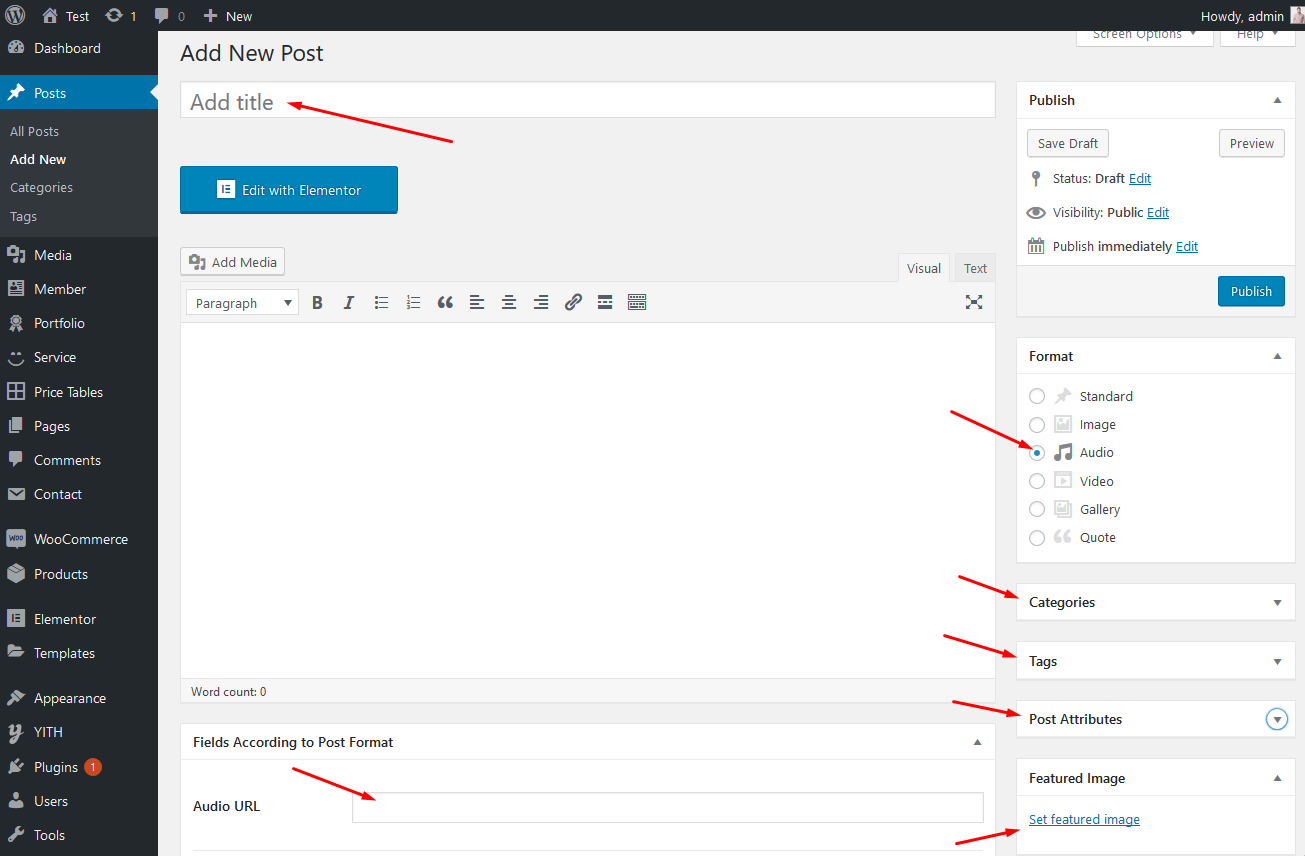 Test 1 0 New Howdy, admin
Dashboard
Posts
All Posts
Add New
Categories
Tags
Media
Member
Portfolio
Service
Price Tables
Pages
Comments
Contact
WOO WooCommerce
Products
Elementor
Templates
Appearance
YITH
Plugins 1
Users
Tools
Screen Options Help
Add New Post
Add title
Edit with Elementor
Add Media
Visual Text
Paragraph B I
Word count: 0
Fields According to Post Format
Audio URL
Publish
Save Draft Preview
Status: Draft Edit
Visibility: Public Edit
Publish immediately Edit
Publish
Format
Standard
Image
Audio
Video
Gallery
Quote
Categories
Tags
Post Attributes
Featured Image
Set featured image